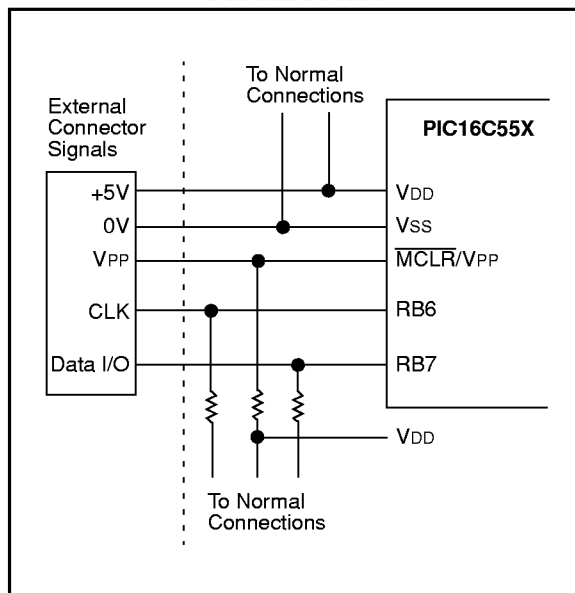 To Normal
Connections
External
Connector
Signals
PIC16C55X
+5V
VDD
0V
VSS
VPP
MCLR/VPP
CLK
RB6
Data I/O
RB7
VDD
To Normal
Connections